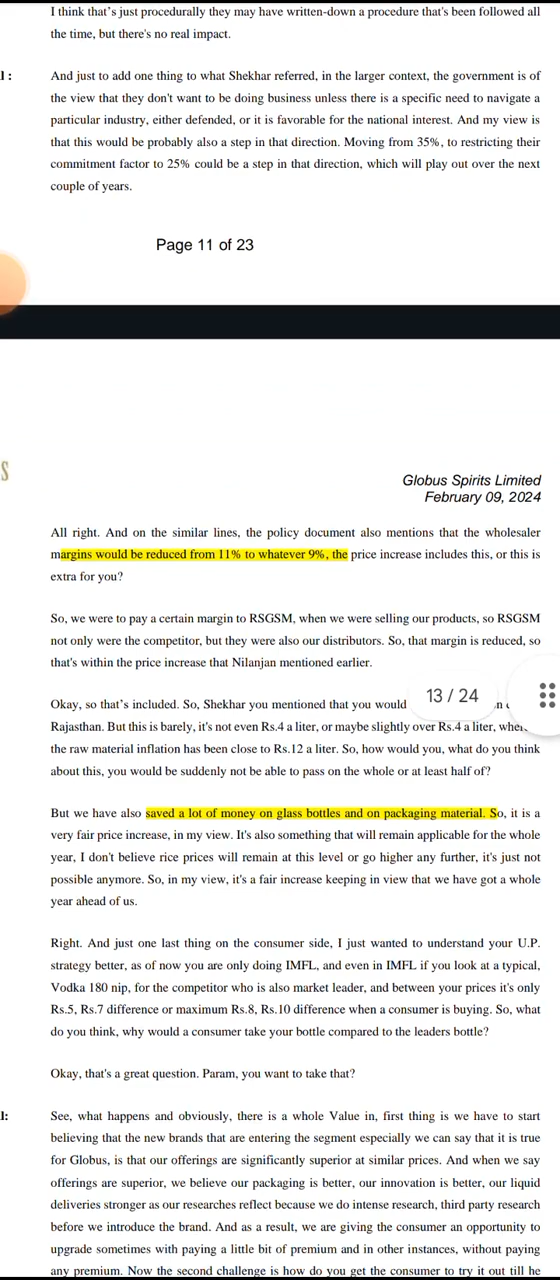 I think that's just procedurally they may have written-down a procedure that's been followed all
the time, but there's no real impact.
l :
And just to add one thing to what Shekhar referred, in the larger context, the government is of
the view that they don't want to be doing business unless there is a specific need to navigate a
particular industry, either defended, or it is favorable for the national interest. And my view is
that this would be probably also a step in that direction. Moving from 35%, to restricting their
commitment factor to 25% could be a step in that direction, which will play out over the next
couple of years.
Page 11 of 23
S
Globus Spirits Limited
February 09, 2024
All right. And on the similar lines, the policy document also mentions that the wholesaler
margins would be reduced from 11% to whatever 9%, the price increase includes this, or this is
extra for you?
So, we were to pay a certain margin to RSGSM, when we were selling our products, so RSGSM
not only were the competitor, but they were also our distributors. So, that margin is reduced, so
that's within the price increase that Nilanjan mentioned earlier.
Okay, so that's included. So, Shekhar you mentioned that you would
13 / 24
Rajasthan. But this is barely, it's not even Rs.4 a liter, or maybe slightly over Rs.4 a liter,
the raw material inflation has been close to Rs.12 a liter. So, how would you, what do you think
about this, you would be suddenly not be able to pass on the whole or at least half of?
But we have also saved a lot of money on glass bottles and on packaging material. So, it is a
very fair price increase, in my view. It's also something that will remain applicable for the whole
year, I don't believe rice prices will remain at this level or go higher any further, it's just not
possible anymore. So, in my view, it's a fair increase keeping in view that we have got a whole
year ahead of us.
Right. And just one last thing on the consumer side, I just wanted to understand your U.P.
strategy better, as of now you are only doing IMFL, and even in IMFL if you look at a typical,
Vodka 180 nip, for the competitor who is also market leader, and between your prices it's only
Rs.5, Rs.7 difference or maximum Rs.8, Rs.10 difference when a consumer is buying. So, what
do you think, why would a consumer take your bottle compared to the leaders bottle?
Okay, that's a great question. Param, you want to take that?
l:
See, what happens and obviously, there is a whole Value in, first thing is we have to start
believing that the new brands that are entering the segment especially we can say that it is true
for Globus, is that our offerings are significantly superior at similar prices. And when we say
offerings are superior, we believe our packaging is better, our innovation is better, our liquid
deliveries stronger as our researches reflect because we do intense research, third party research
before we introduce the brand. And as a result, we are giving the consumer an opportunity to
upgrade sometimes with paying a little bit of premium and in other instances, without paying
any premium. Now the second challenge is how do you get the consumer to try it out till he